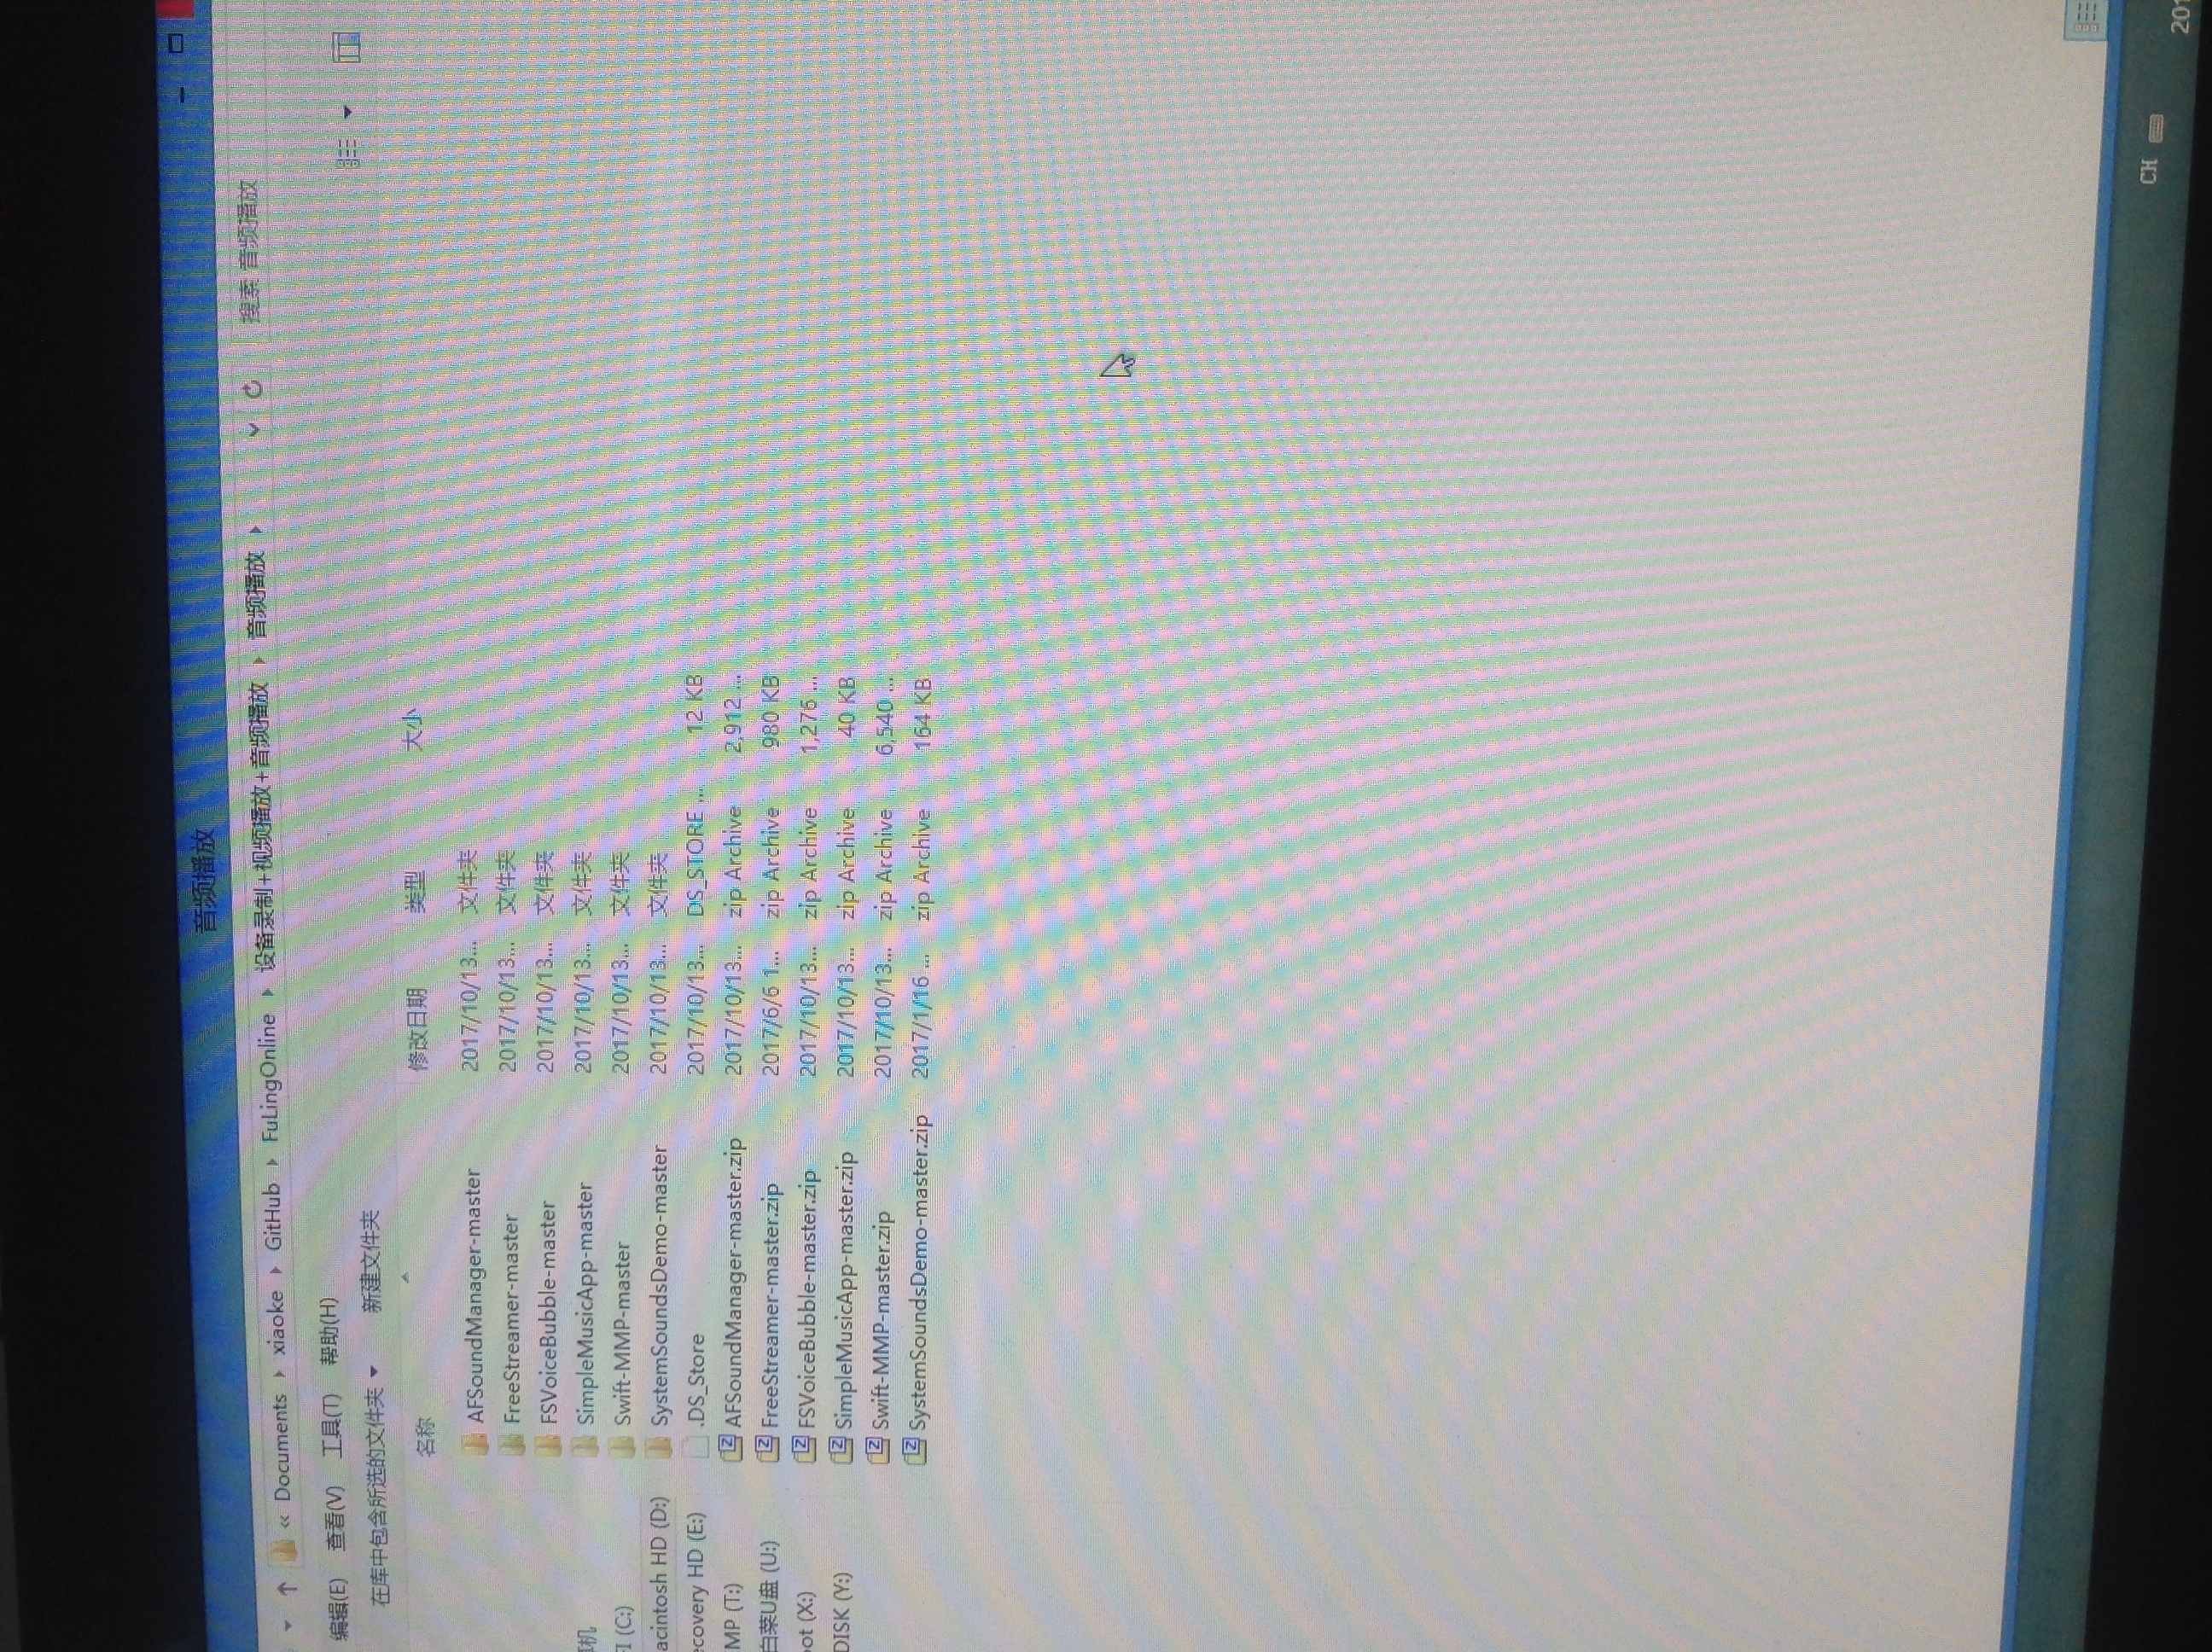 音频播放
« Documents xiaoke GitHub FuLingOnline 设备录制+视频播放+音频播放 音频播放
搜索 音频播放
编辑(E) 查看(V) 工具(T) 帮助(H)
在库中包含所选的文件夹 新建文件夹
名称 修改日期 类型 大小
AFSoundManager-master 2017/10/13... 文件夹
FreeStreamer-master 2017/10/13... 文件夹
FSVoiceBubble-master 2017/10/13... 文件夹
机 SimpleMusicApp-master 2017/10/13... 文件夹
I (C:) Swift-MMP-master 2017/10/13... 文件夹
acintosh HD (D:) SystemSoundsDemo-master 2017/10/13... 文件夹
ecovery HD (E:) .DS_Store 2017/10/13... DS_STORE ... 12 KB
MP (T:) AFSoundManager-master.zip 2017/10/13... zip Archive 2,912 ...
白菜U盘 (U:) FreeStreamer-master.zip 2017/6/6 1... zip Archive 980 KB
ot (X:) FSVoiceBubble-master.zip 2017/10/13... zip Archive 1,276 ...
DISK (Y:) SimpleMusicApp-master.zip 2017/10/13... zip Archive 40 KB
Swift-MMP-master.zip 2017/10/13... zip Archive 6,540 ...
SystemSoundsDemo-master.zip 2017/1/16 ... zip Archive 164 KB
CH
201